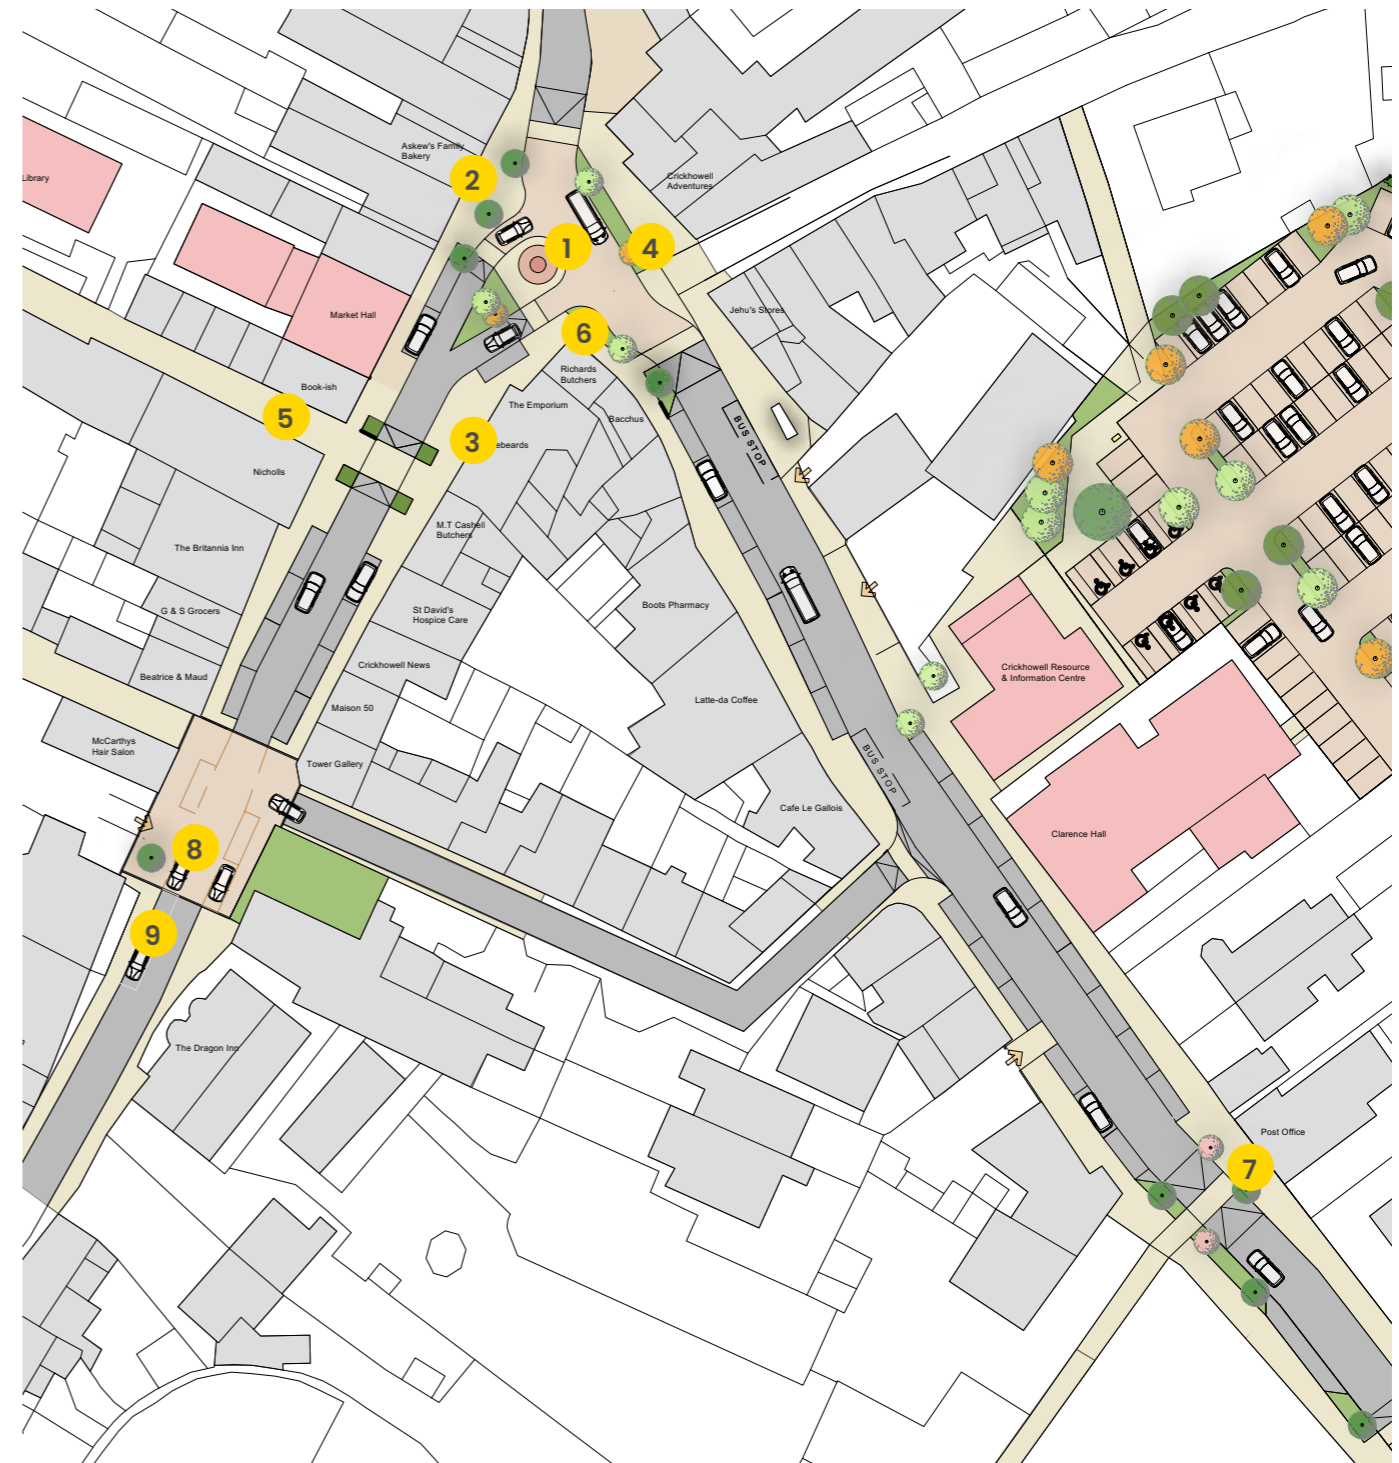 Askew's Family
Bakery
2
Library
Crickhowell
Adventures
1
4
Market Hall
Jehu's Stores
6
Richards
Butchers
Book-ish
5
The Emporium
Bacchus
3
BUS STOP
Nicholls
M.T Cashell
Butchers
The Britannia Inn
G & S Grocers
St David's
Hospice Care
Boots Pharmacy
Crickhowell News
Beatrice & Maud
Crickhowell Resource
& Information Centre
Maison 50
Latte-da Coffee
McCarthys
Hair Salon
Tower Gallery
BUS STOP
Cafe Le Gallois
Clarence Hall
8
9
The Dragon Inn
Post Office
7